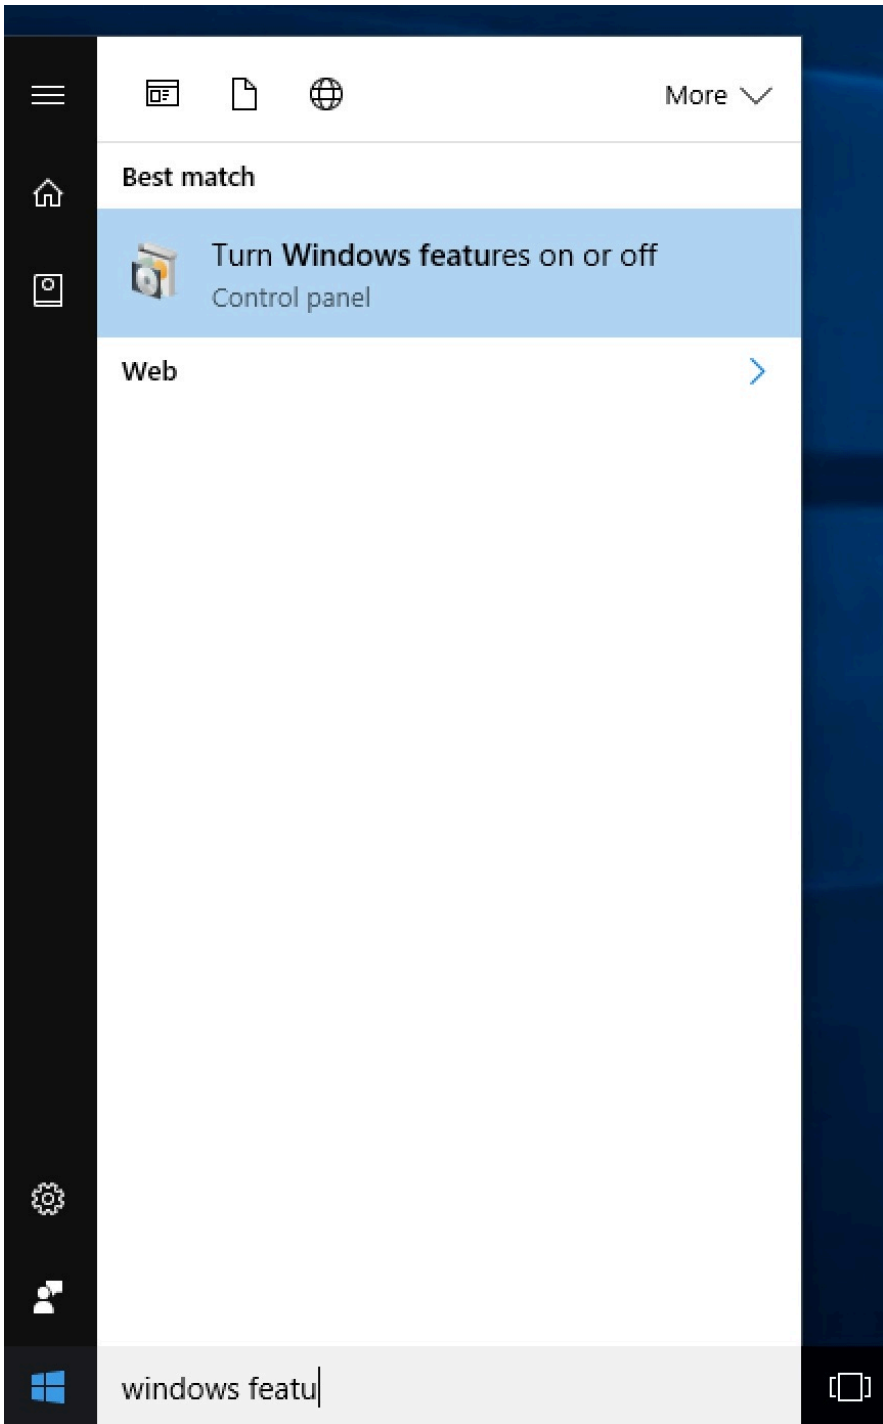 More
Best match
Turn Windows features on or off
Control panel
Web
windows featu